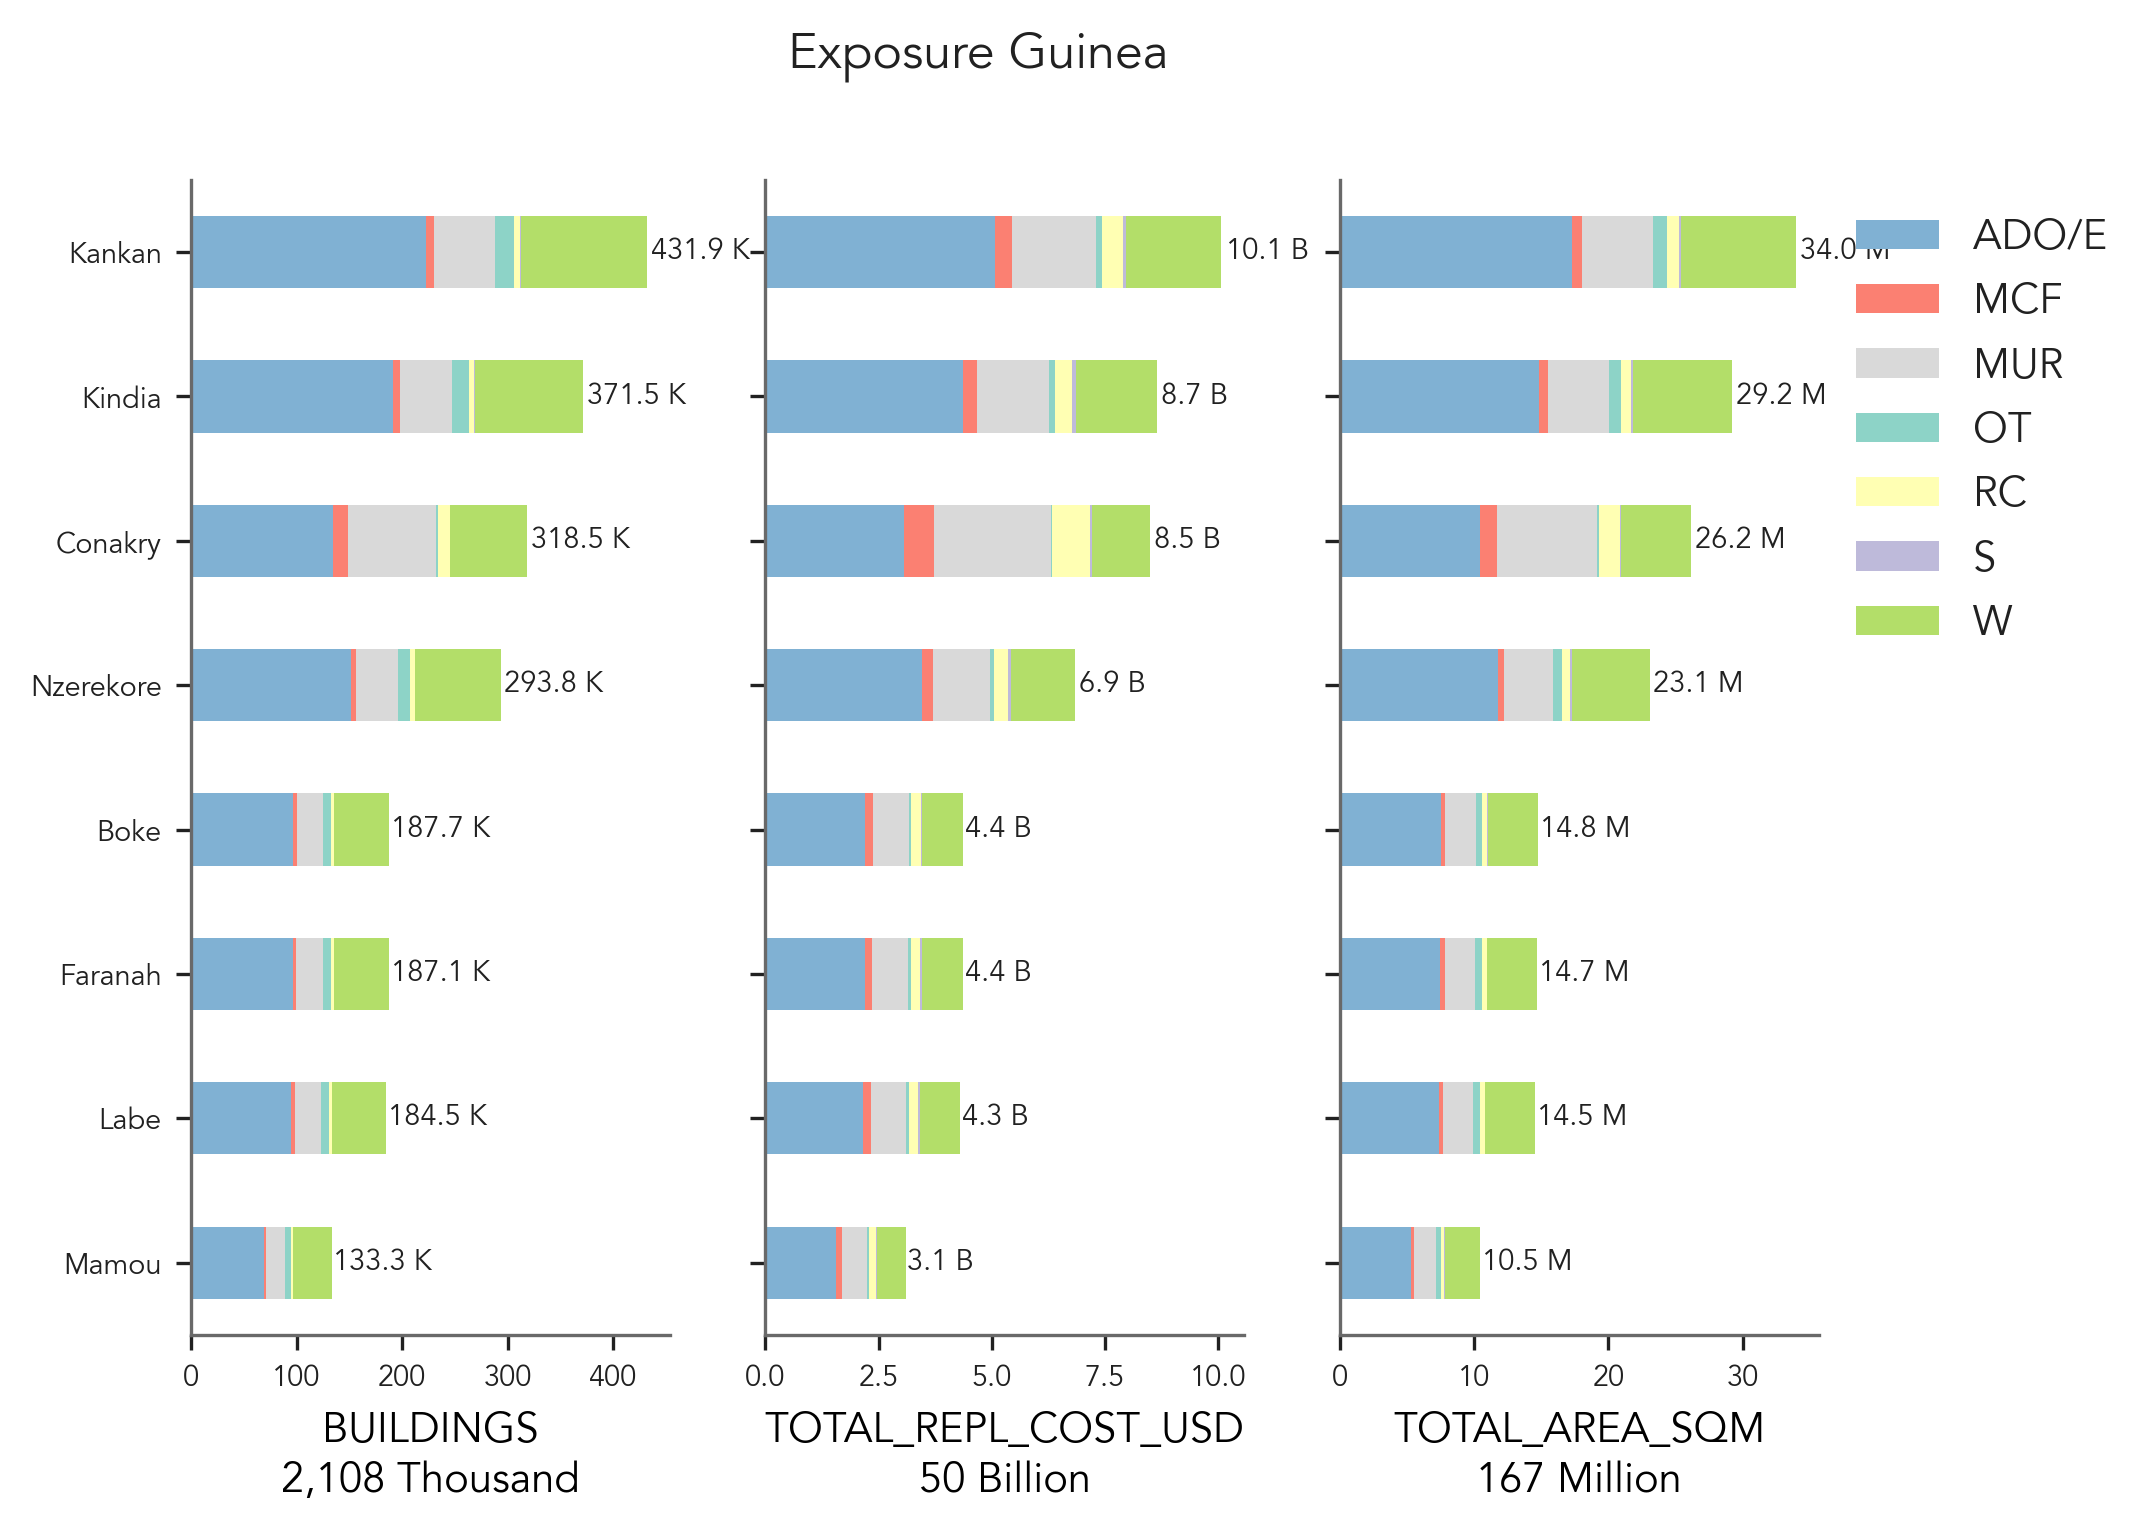 Exposure Guinea
Kankan
Kindia
Conakry
Nzerekore
Boke
Faranah
Labe
Mamou
431.9 K
371.5 K
318.5 K
293.8 K
187.7 K
187.1 K
184.5 K
133.3 K
0 100 200 300 400
BUILDINGS
2,108 Thousand
10.1 B
8.7 B
8.5 B
6.9 B
4.4 B
4.4 B
4.3 B
3.1 B
0.0 2.5 5.0 7.5 10.0
TOTAL_REPL_COST_USD
50 Billion
34.0 M
29.2 M
26.2 M
23.1 M
14.8 M
14.7 M
14.5 M
10.5 M
0 10 20 30
TOTAL_AREA_SQM
167 Million
ADO/E
MCF
MUR
OT
RC
S
W